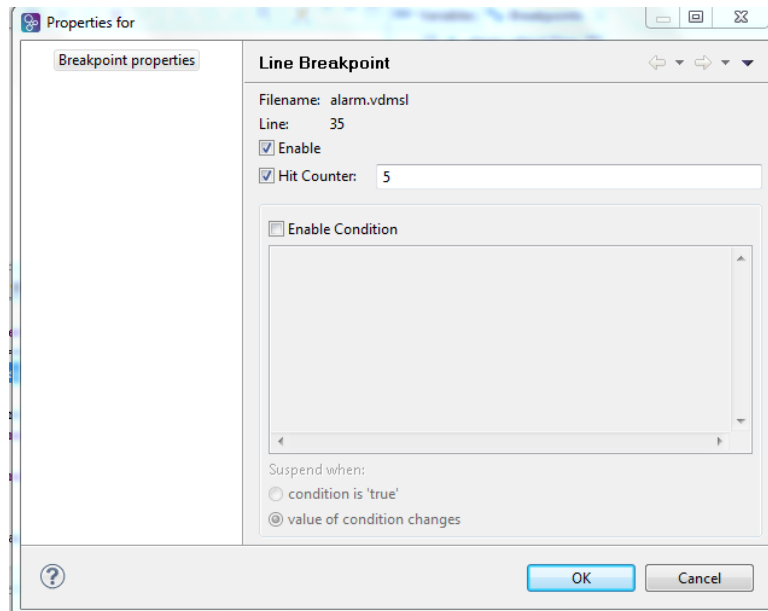 Properties for
Breakpoint properties
Line Breakpoint
Filename: alarm.vdmsl
Line: 35
Enable
Hit Counter: 5
Enable Condition
Suspend when:
condition is 'true'
value of condition changes
OK
Cancel